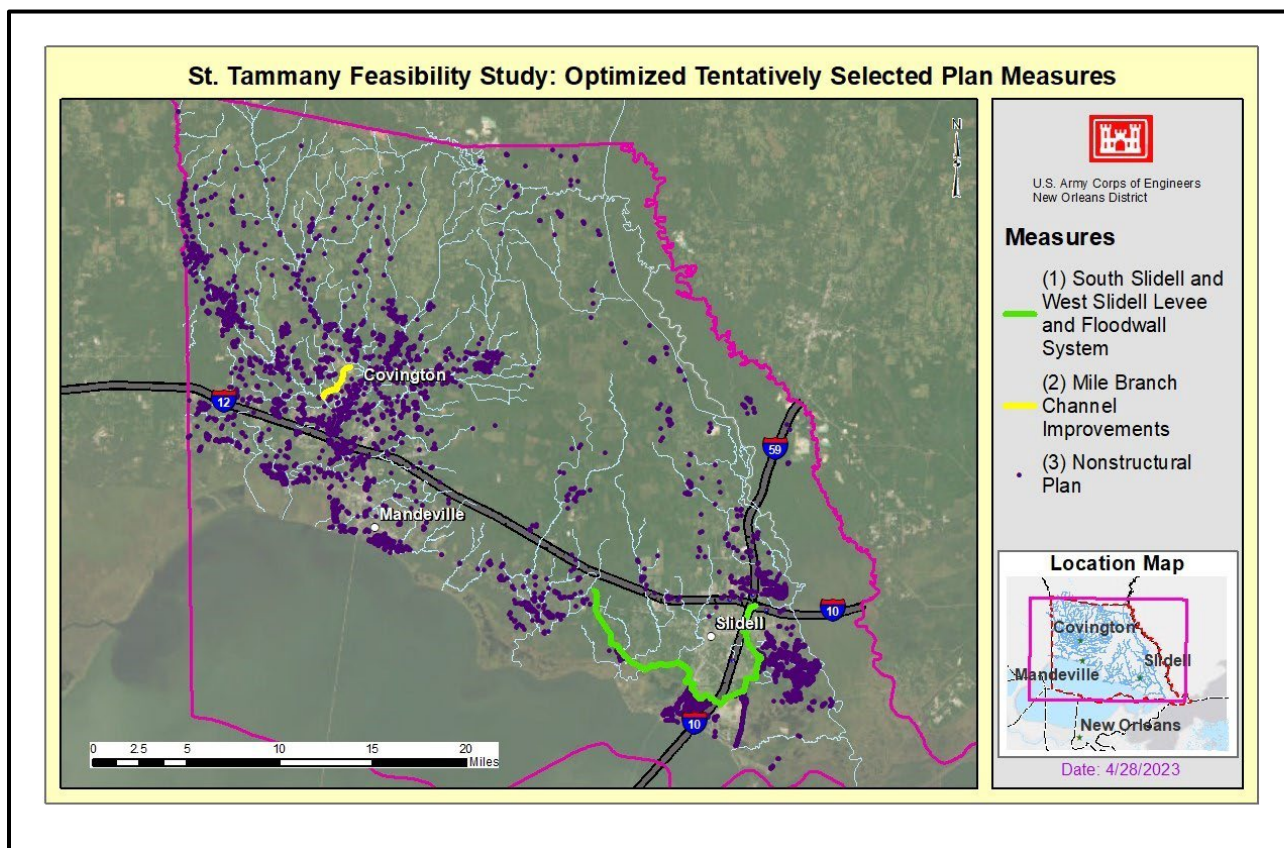 St. Tammany Feasibility Study: Optimized Tentatively Selected Plan Measures
N
Covington
12
59
Mandeville
Slidell
10
10
0 2.5 5 10 15 20
Miles
U.S. Army Corps of Engineers
New Orleans District
Measures
(1) South Slidell and
West Slidell Levee
and Floodwall
System
(2) Mile Branch
Channel
Improvements
(3) Nonstructural
Plan
Location Map
Covington
Mandeville
Slidell
New Orleans
Date: 4/28/2023